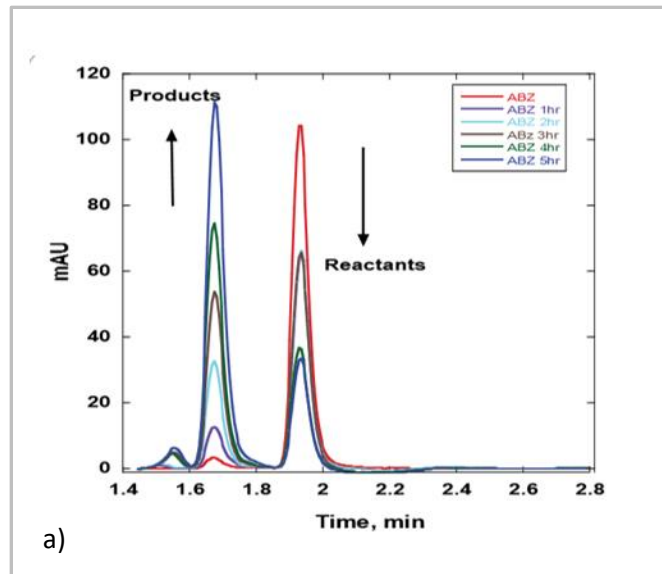 120
100
80
60
40
20
0
mAU
Products
Reactants
ABZ
ABZ 1hr
ABZ 2hr
ABz 3hr
ABZ 4hr
ABZ 5hr
1.4 1.6 1.8 2 2.2 2.4 2.6 2.8
Time, min
a)